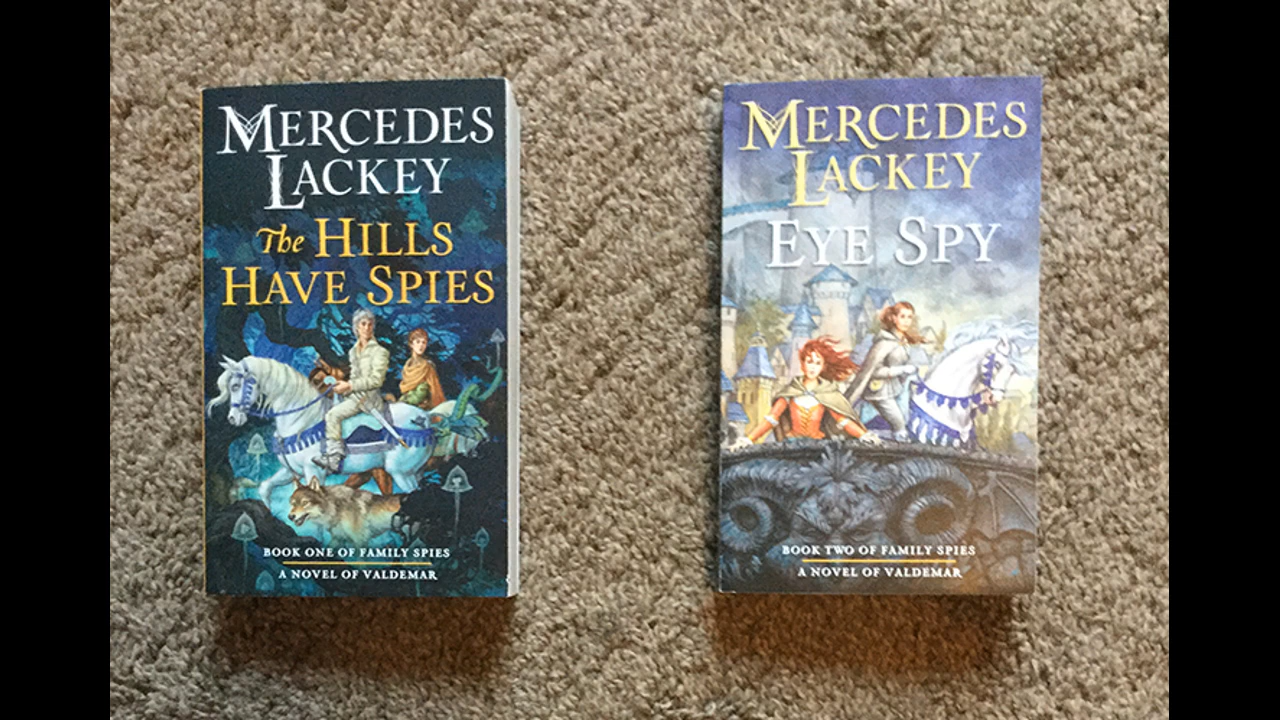 MERCEDES
LACKEY
The HILLS
HAVE SPIES
BOOK ONE OF FAMILY SPIES
A NOVEL OF VALDEMAR
MERCEDES
LACKEY
EYE SPY
BOOK TWO OF FAMILY SPIES
A NOVEL OF VALDEMAR